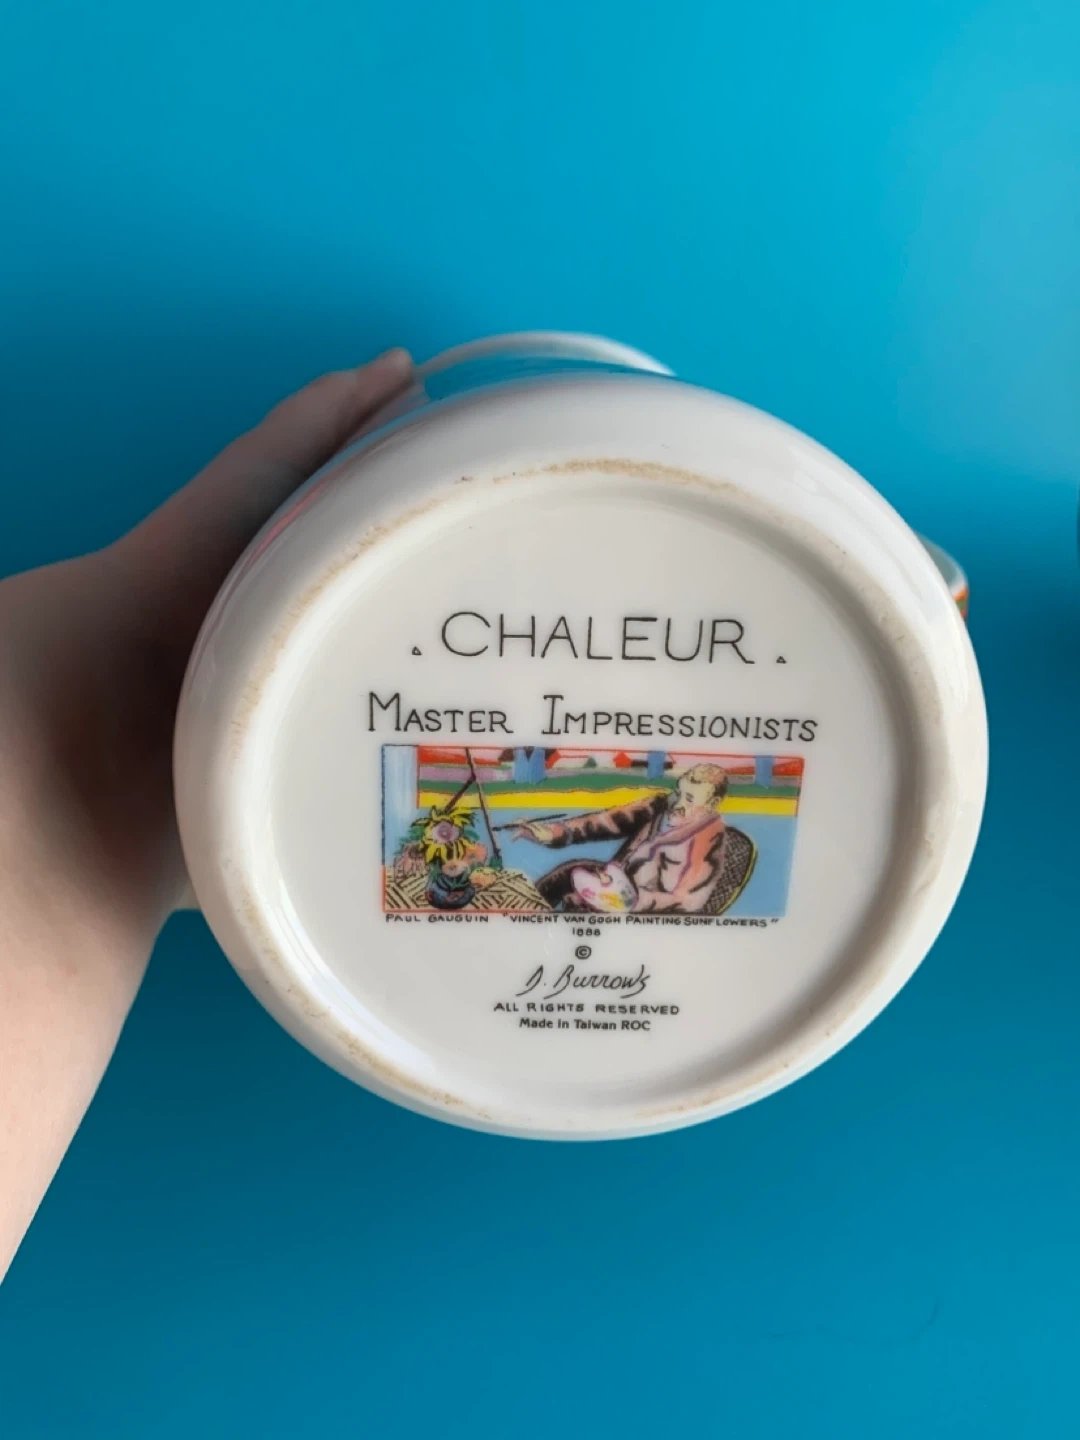 CHALEUR
MASTER IMPRESSIONISTS
PAUL GAUGUIN "VINCENT VAN GOGH PAINTING SUNFLOWERS"
1888
©
D. Burrows
ALL RIGHTS RESERVED
Made in Taiwan ROC